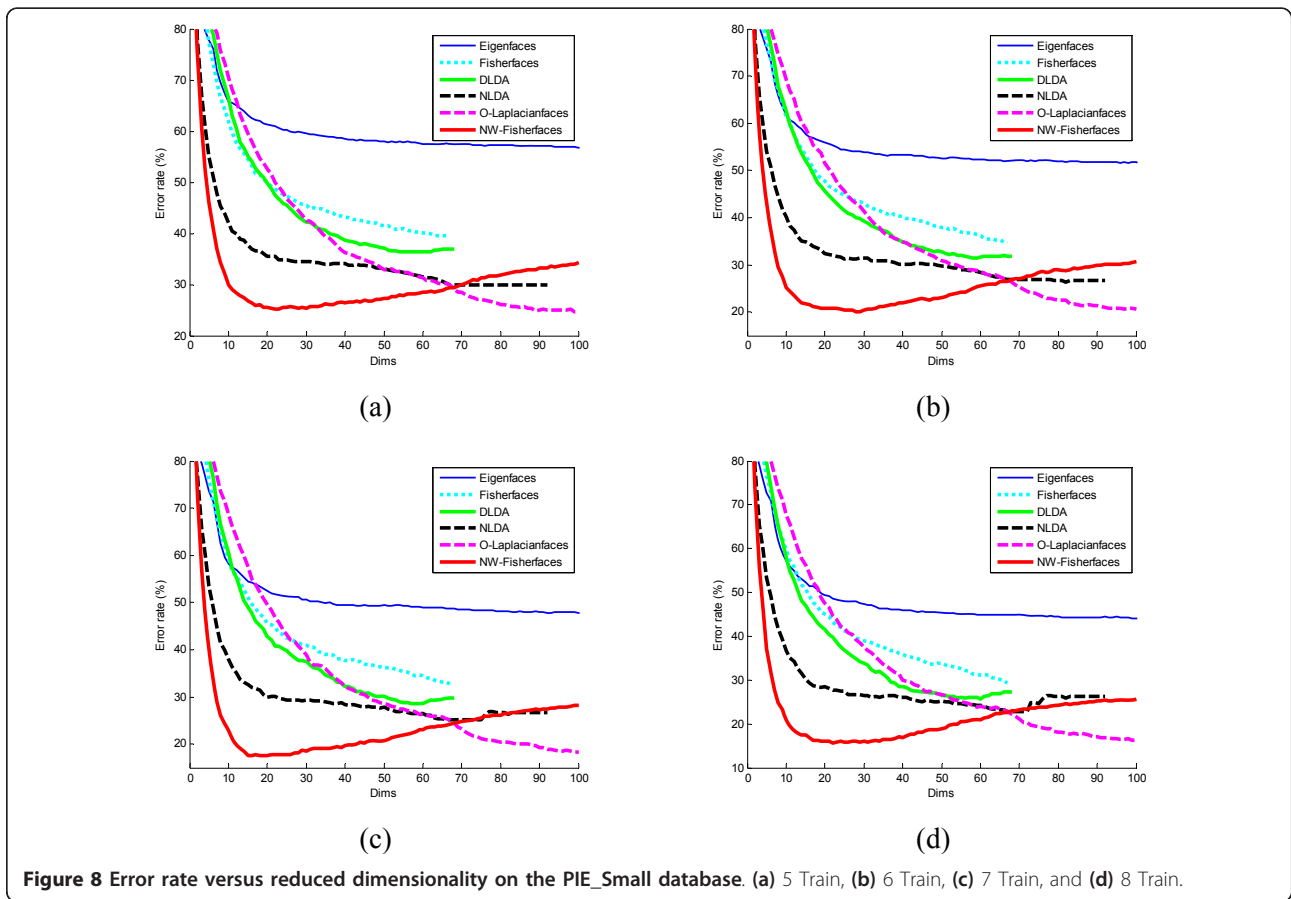 80
70
60
50
40
30
20
Error rate (%)
0 10 20 30 40 50 60 70 80 90 100
Dims
Eigenfaces
Fisherfaces
DLDA
NLDA
O-Laplacianfaces
NW-Fisherfaces
(a)
80
70
60
50
40
30
20
Error rate (%)
0 10 20 30 40 50 60 70 80 90 100
Dims
Eigenfaces
Fisherfaces
DLDA
NLDA
O-Laplacianfaces
NW-Fisherfaces
(b)
80
70
60
50
40
30
20
Error rate (%)
0 10 20 30 40 50 60 70 80 90 100
Dims
Eigenfaces
Fisherfaces
DLDA
NLDA
O-Laplacianfaces
NW-Fisherfaces
(c)
80
70
60
50
40
30
20
10
Error rate (%)
0 10 20 30 40 50 60 70 80 90 100
Dims
Eigenfaces
Fisherfaces
DLDA
NLDA
O-Laplacianfaces
NW-Fisherfaces
(d)
Figure 8 Error rate versus reduced dimensionality on the PIE_Small database. (a) 5 Train, (b) 6 Train, (c) 7 Train, and (d) 8 Train.